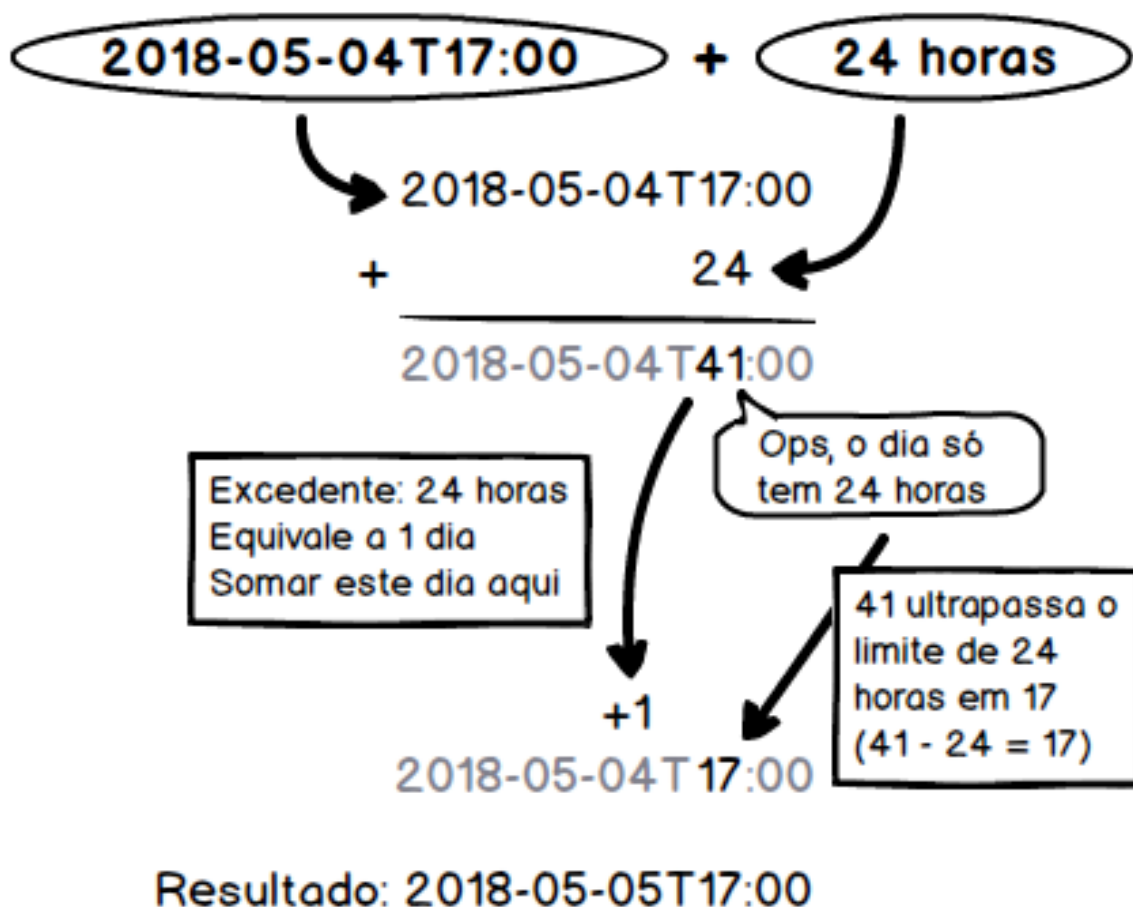 2018-05-04T17:00 + 24 horas
2018-05-04T17:00
+ 24
2018-05-04T41:00
Ops, o dia só
tem 24 horas
Excedente: 24 horas
Equivale a 1 dia
Somar este dia aqui
41 ultrapassa o
limite de 24
horas em 17
(41 - 24 = 17)
+1
2018-05-04T17:00
Resultado: 2018-05-05T17:00